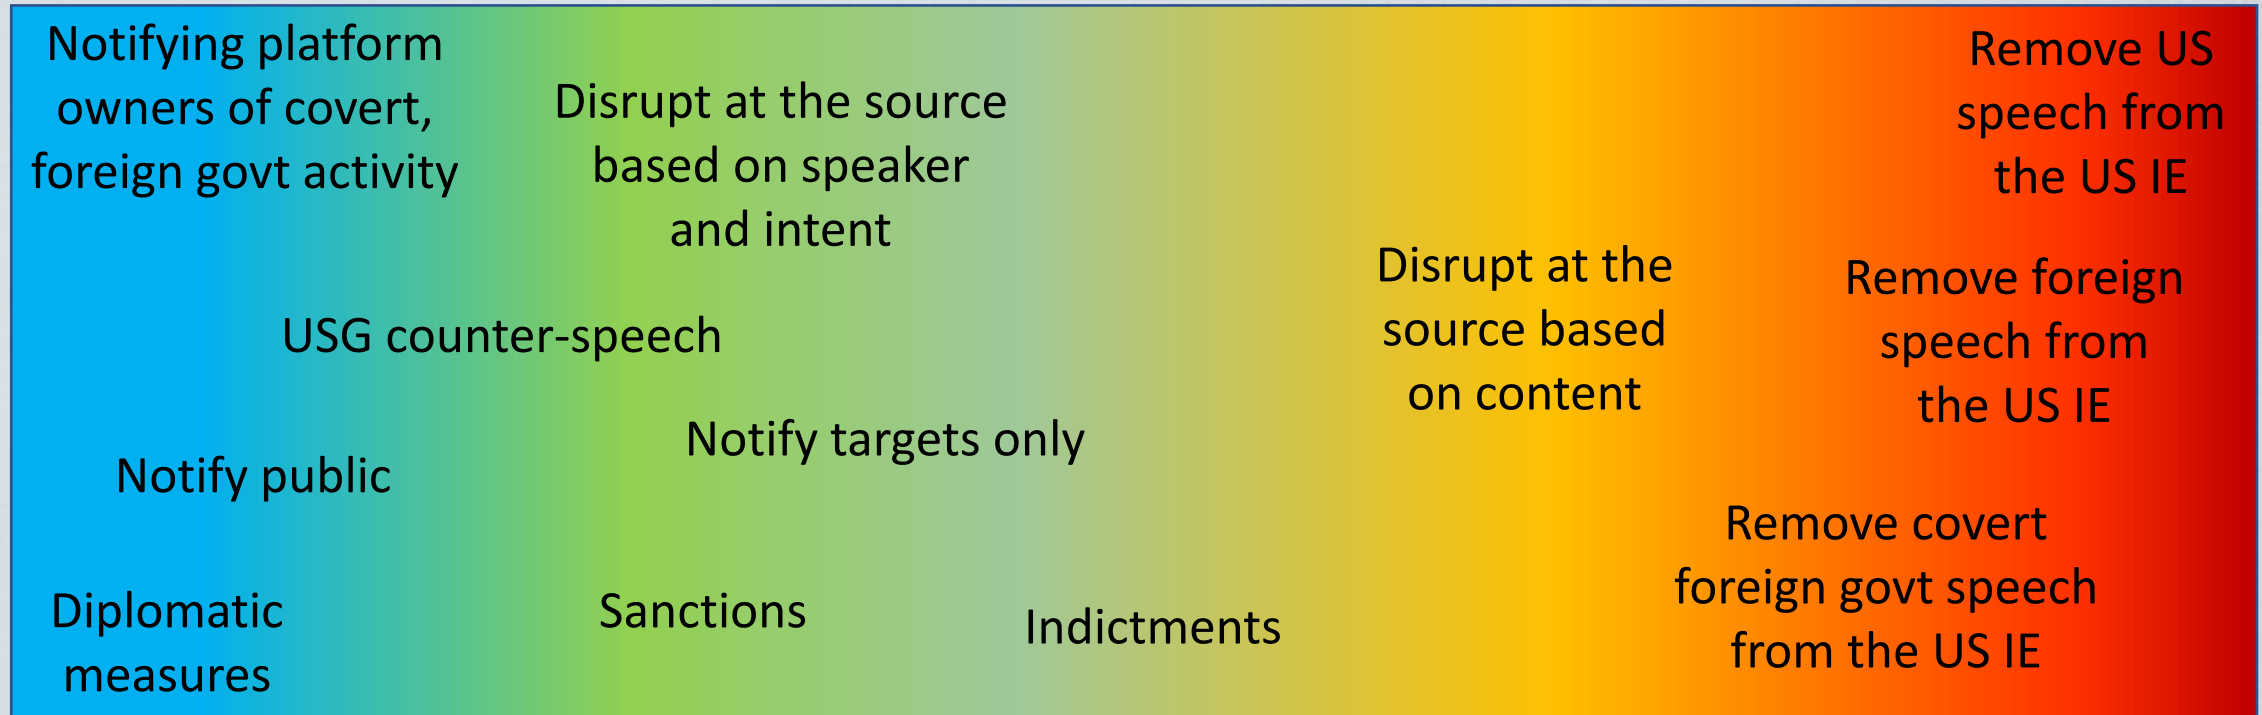 Notifying platform
owners of covert,
foreign govt activity
Disrupt at the source
based on speaker
and intent
Remove US
speech from
the US IE
USG counter-speech
Disrupt at the
source based
on content
Remove foreign
speech from
the US IE
Notify public
Notify targets only
Diplomatic
measures
Sanctions
Indictments
Remove covert
foreign govt speech
from the US IE